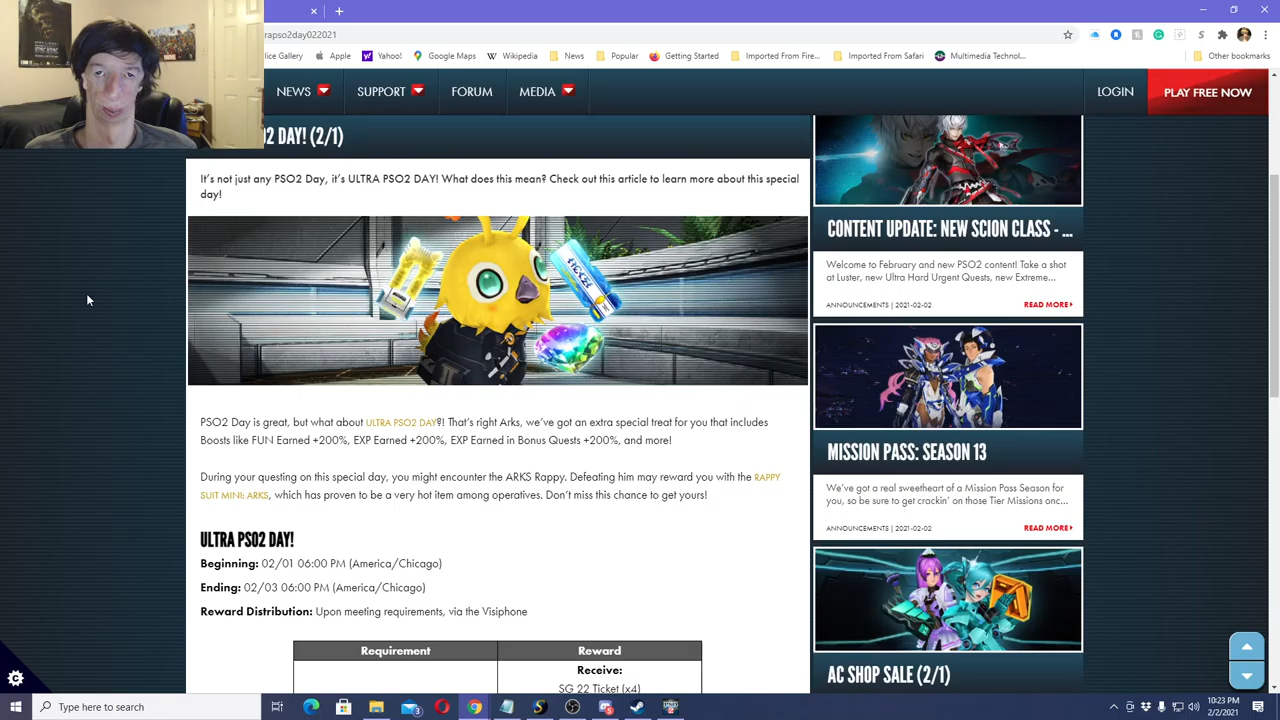 rapso2day022021
lice Gallery
Apple
Yahoo!
Google Maps
Wikipedia
News
Popular
Getting Started
Imported From Fire...
Imported From Safari
Multimedia Technol...
Other bookmarks
NEWS
SUPPORT
FORUM
MEDIA
LOGIN
PLAY FREE NOW
O2 DAY! (2/1)
It's not just any PSO2 Day, it's ULTRA PSO2 DAY! What does this mean? Check out this article to learn more about this special
day!
PSO2 Day is great, but what about ULTRA PSO2 DAY?! That's right Arks, we've got an extra special treat for you that includes
Boosts like FUN Earned +200%, EXP Earned +200%, EXP Earned in Bonus Quests +200%, and more!
During your questing on this special day, you might encounter the ARKS Rappy. Defeating him may reward you with the RAPPY
SUIT MINI: ARKS, which has proven to be a very hot item among operatives. Don't miss this chance to get yours!
ULTRA PSO2 DAY!
Beginning: 02/01 06:00 PM (America/Chicago)
Ending: 02/03 06:00 PM (America/Chicago)
Reward Distribution: Upon meeting requirements, via the Visiphone
Requirement
Reward
Receive:
SG 22 Ticket (x4)
CONTENT UPDATE: NEW SCION CLASS - ...
Welcome to February and new PSO2 content! Take a shot
at Luster, new Ultra Hard Urgent Quests, new Extreme...
ANNOUNCEMENTS | 2021-02-02
READ MORE
MISSION PASS: SEASON 13
We've got a real sweetheart of a Mission Pass Season for
you, so be sure to get crackin' on those Tier Missions onc...
ANNOUNCEMENTS | 2021-02-02
READ MORE
AC SHOP SALE (2/1)
Type here to search
10:23 PM
2/2/2021